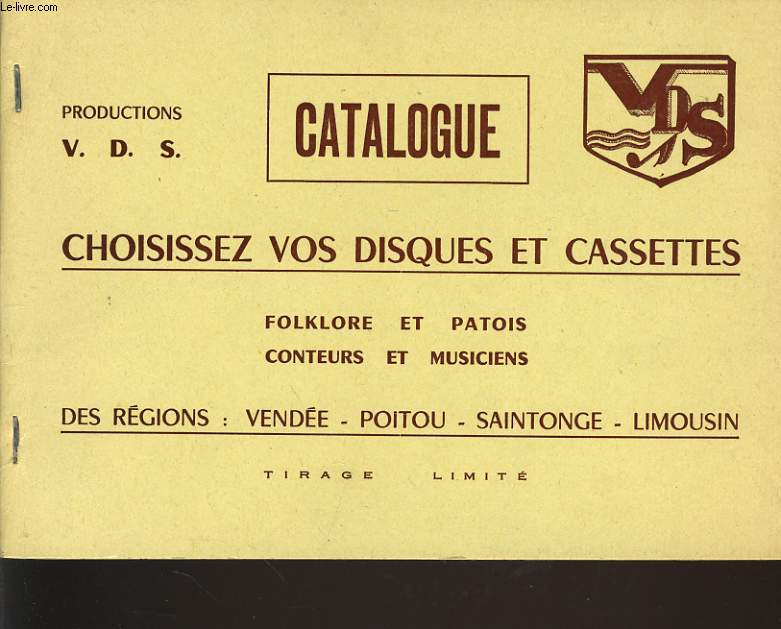 Le-livre.com
PRODUCTIONS
V. D. S.
CATALOGUE
VDS
CHOISISSEZ VOS DISQUES ET CASSETTES
FOLKLORE ET PATOIS
CONTEURS ET MUSICIENS
DES RÉGIONS : VENDÉE - POITOU - SAINTONGE - LIMOUSIN
TIRAGE LIMITÉ